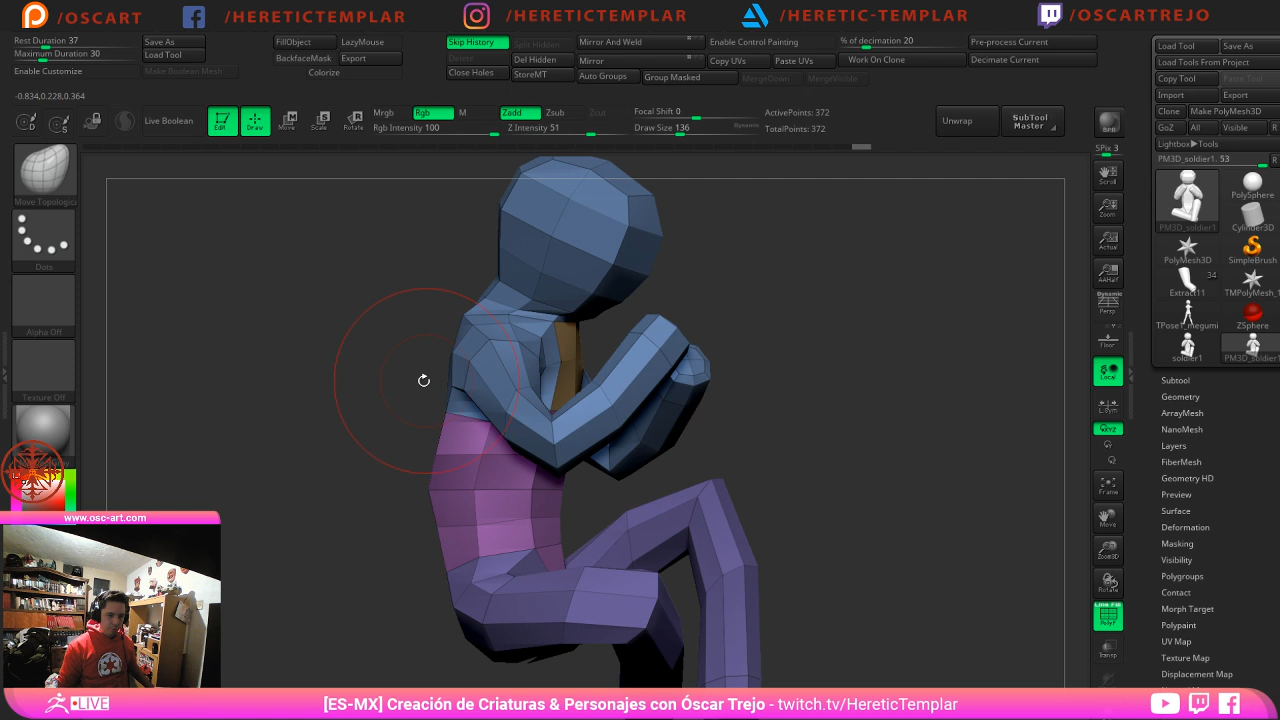 /OSCART
/HERETICTEMPLAR
/HERETICTEMPLAR
/HERETIC-TEMPLAR
/OSCARTREJO
Rest Duration 37
Maximum Duration 30
Enable Customize
Save As
Load Tool
Make Boolean Mesh
FillObject
BackfaceMask
Colorize
LazyMouse
Export
Skip History
Delete
Close Holes
Split Hidden
Del Hidden
StoreMT
Mirror And Weld
Mirror
Auto Groups
Group Masked
Enable Control Painting
Copy UVs
Paste UVs
MergeDown
MergeVisible
% of decimation 20
Work On Clone
Pre-process Current
Decimate Current
-0.834,0.228,0.364
Live Boolean
Edit
Draw
Move
Scale
Rotate
Mrgb
Rgb
M
Rgb Intensity 100
Zadd
Zsub
Zcut
Z Intensity 51
Focal Shift 0
Draw Size 136
Dynamic
ActivePoints: 372
TotalPoints: 372
Unwrap
SubTool
Master
BPR
SPix 3
Scroll
Zoom
Actual
AAHalf
Dynamic
Persp
Floor
Local
L.Sym
XYZ
Frame
Move
Zoom3D
Rotate
Line Fill
PolyF
Transp
Move Topologic
Dots
Alpha Off
Texture Off
Load Tool
Save As
Load Tools From Project
Copy Tool
Paste Tool
Import
Export
Clone
Make PolyMesh3D
GoZ
All
Visible
R
Lightbox▶Tools
PM3D_soldier1. 53
R
PM3D_soldier1
PolySphere
Cylinder3D
PolyMesh3D
SimpleBrush
34
Extract11
TMPolyMesh_1
TPose1_megumi
ZSphere
soldier1
PM3D_soldier1
Subtool
Geometry
ArrayMesh
NanoMesh
Layers
FiberMesh
Geometry HD
Preview
Surface
Deformation
Masking
Visibility
Polygroups
Contact
Morph Target
Polypaint
UV Map
Texture Map
Displacement Map
www.osc-art.com
LIVE
[ES-MX] Creación de Criaturas & Personajes con Óscar Trejo - twitch.tv/HereticTemplar